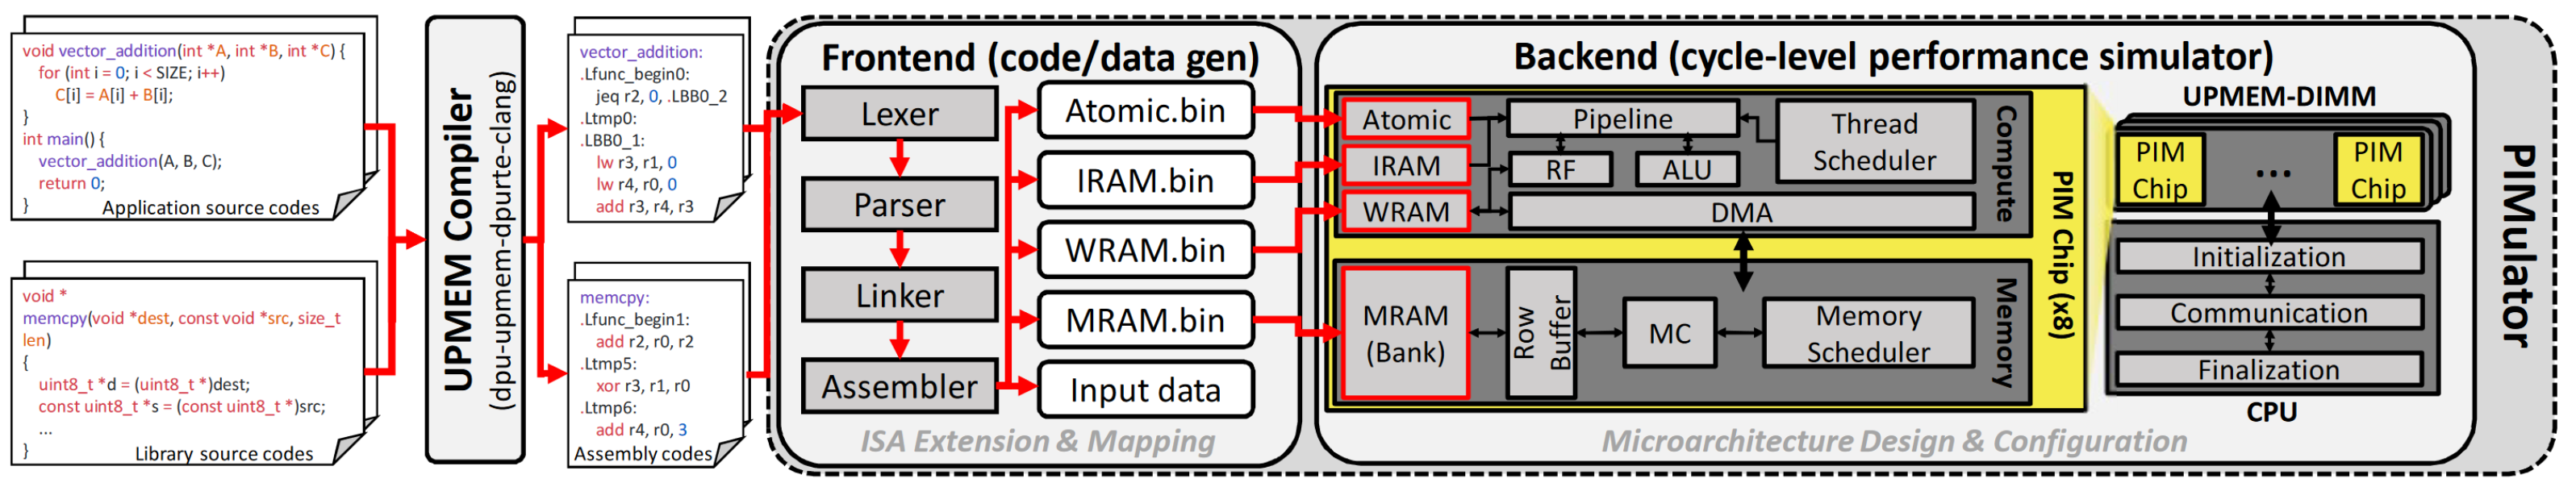 void vector_addition(int *A, int *B, int *C) {
for (int i = 0; i < SIZE; i++)
C[i] = A[i] + B[i];
}
int main() {
vector_addition(A, B, C);
return 0;
}
Application source codes
void *
memcpy(void *dest, const void *src, size_t
len)
{
uint8_t *d = (uint8_t *)dest;
const uint8_t *s = (const uint8_t *)src;
...
}
Library source codes
UPMEM Compiler
(dpu-upmem-dpurte-clang)
vector_addition:
.Lfunc_begin0:
jeq r2, 0, .LBB0_2
.Ltmp0:
.LBB0_1:
lw r3, r1, 0
lw r4, r0, 0
add r3, r4, r3
memcpy:
.Lfunc_begin1:
add r2, r0, r2
.Ltmp5:
xor r3, r1, r0
.Ltmp6:
add r4, r0, 3
Assembly codes
Frontend (code/data gen)
Lexer
Parser
Linker
Assembler
Atomic.bin
IRAM.bin
WRAM.bin
MRAM.bin
Input data
ISA Extension & Mapping
Backend (cycle-level performance simulator)
Atomic
IRAM
WRAM
Pipeline
RF
ALU
Thread
Scheduler
DMA
Compute
MRAM
(Bank)
Row
Buffer
MC
Memory
Scheduler
Memory
PIM Chip (x8)
UPMEM-DIMM
PIM
Chip
...
PIM
Chip
Initialization
Communication
Finalization
CPU
Microarchitecture Design & Configuration
PIMulator